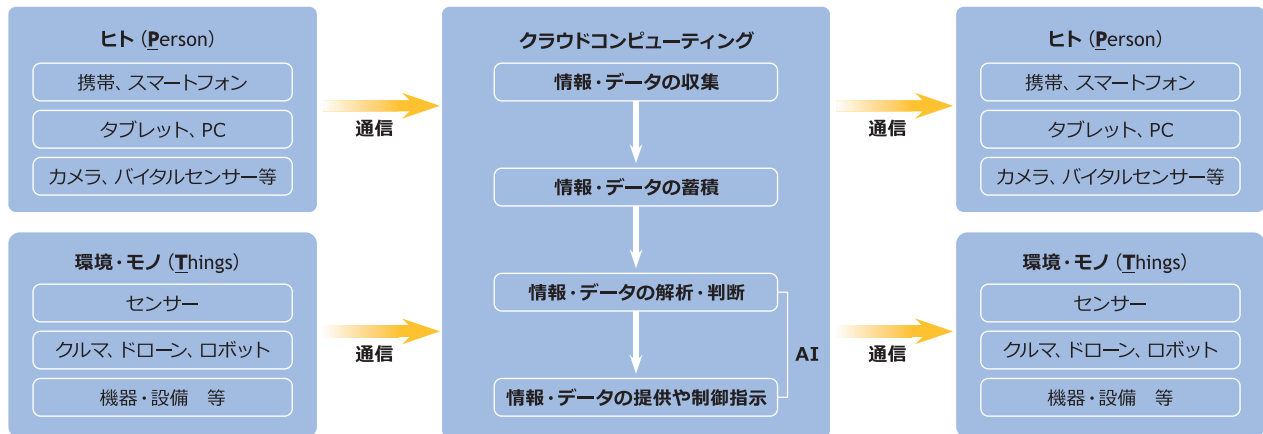 ヒト（Person）
携帯、スマートフォン
タブレット、PC
カメラ、バイタルセンサー等
環境・モノ（Things）
センサー
クルマ、ドローン、ロボット
機器・設備　等
通信
通信
クラウドコンピューティング
情報・データの収集
情報・データの蓄積
情報・データの解析・判断
AI
情報・データの提供や制御指示
通信
通信
ヒト（Person）
携帯、スマートフォン
タブレット、PC
カメラ、バイタルセンサー等
環境・モノ（Things）
センサー
クルマ、ドローン、ロボット
機器・設備　等